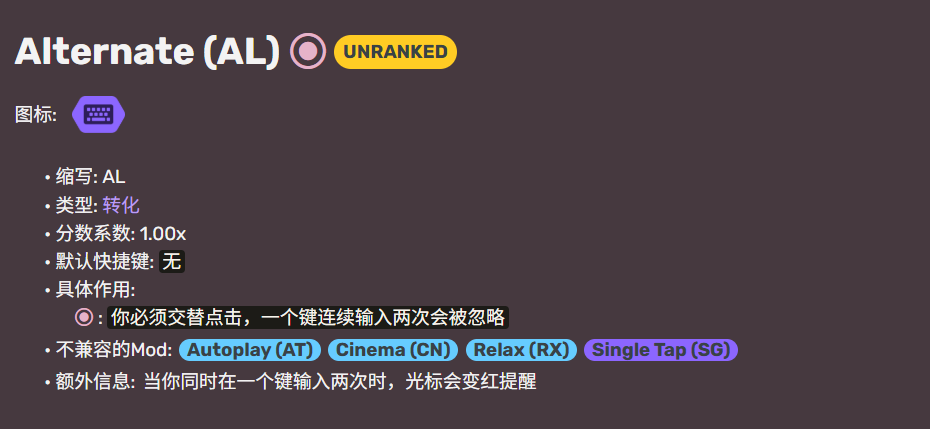 Alternate (AL) UNRANKED
图标:
• 缩写: AL
• 类型: 转化
• 分数系数: 1.00x
• 默认快捷键: 无
• 具体作用:
: 你必须交替点击，一个键连续输入两次会被忽略
• 不兼容的Mod: Autoplay (AT) Cinema (CN) Relax (RX) Single Tap (SG)
• 额外信息: 当你同时在一个键输入两次时，光标会变红提醒